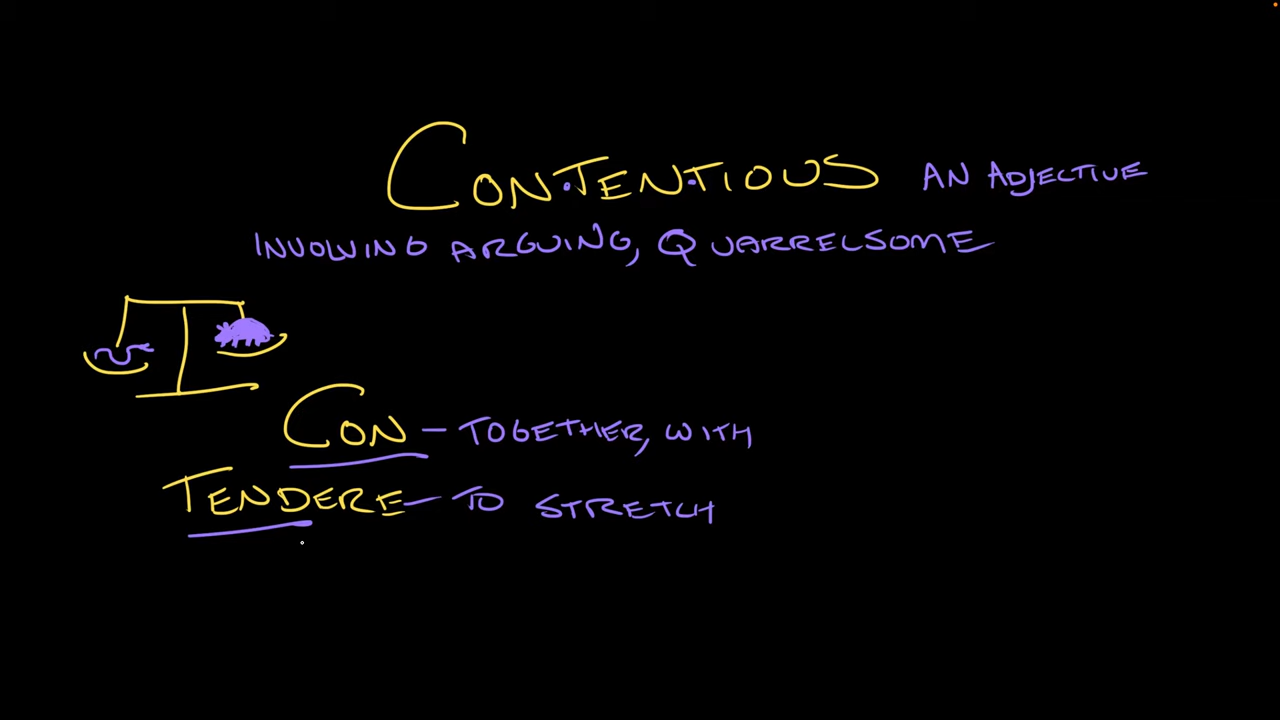 CON·TEN·TIOUS AN ADJECTIVE
INVOLVING ARGUING, QUARRELSOME
CON - TOGETHER, WITH
TENDERE - TO STRETCH